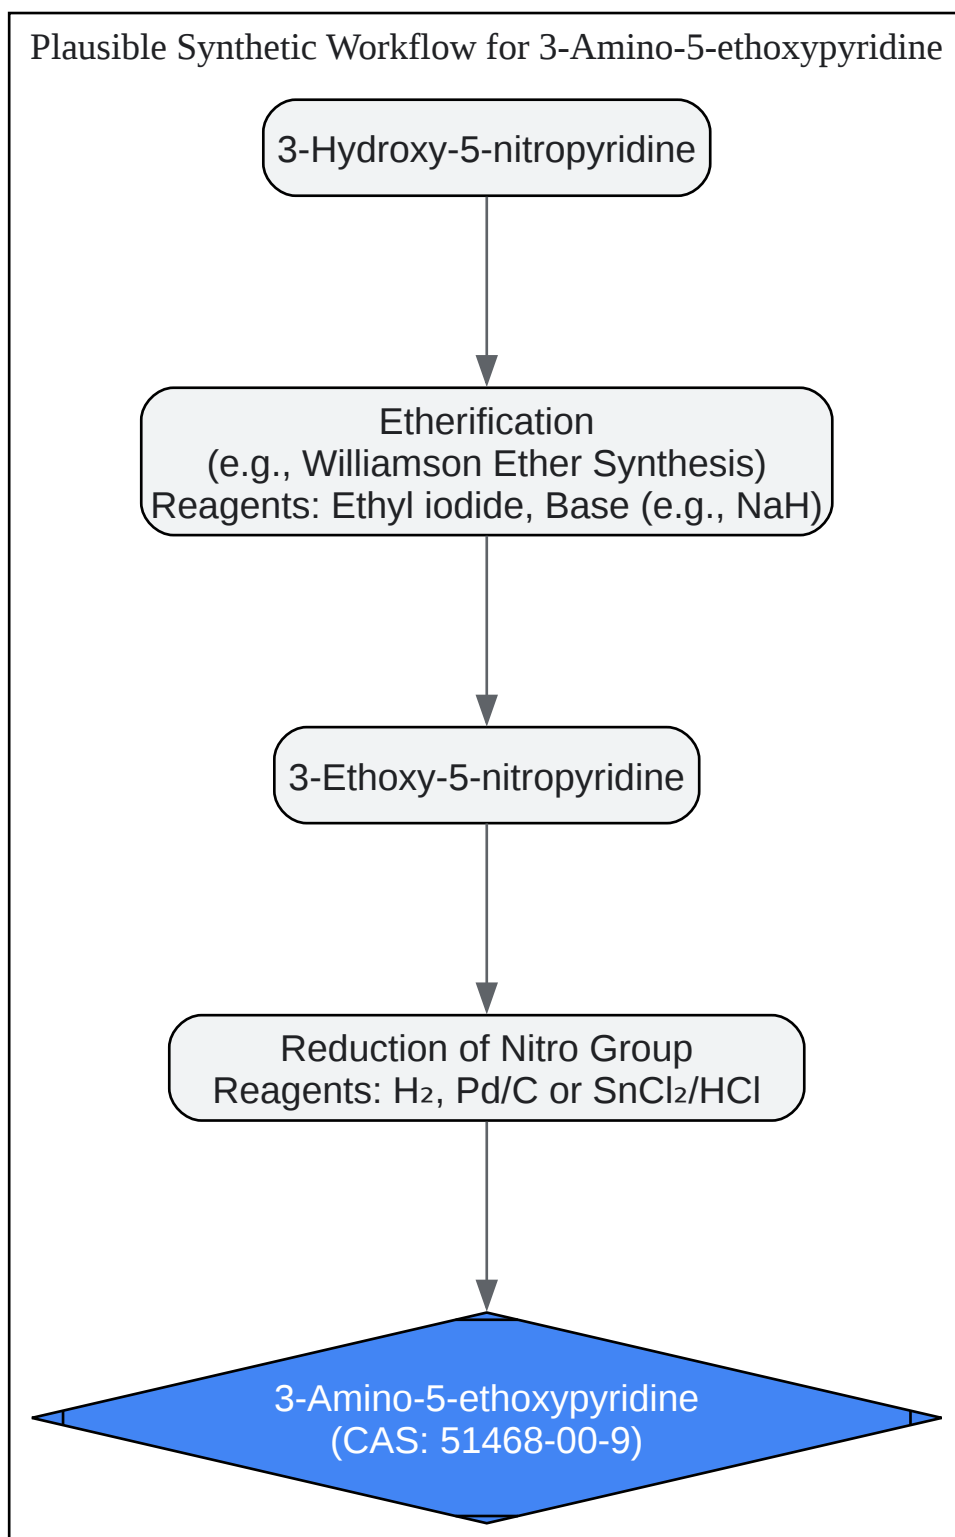 Plausible Synthetic Workflow for 3-Amino-5-ethoxypyridine
3-Hydroxy-5-nitropyridine
Etherification
(e.g., Williamson Ether Synthesis)
Reagents: Ethyl iodide, Base (e.g., NaH)
3-Ethoxy-5-nitropyridine
Reduction of Nitro Group
Reagents: H₂, Pd/C or SnCl₂/HCl
3-Amino-5-ethoxypyridine
(CAS: 51468-00-9)